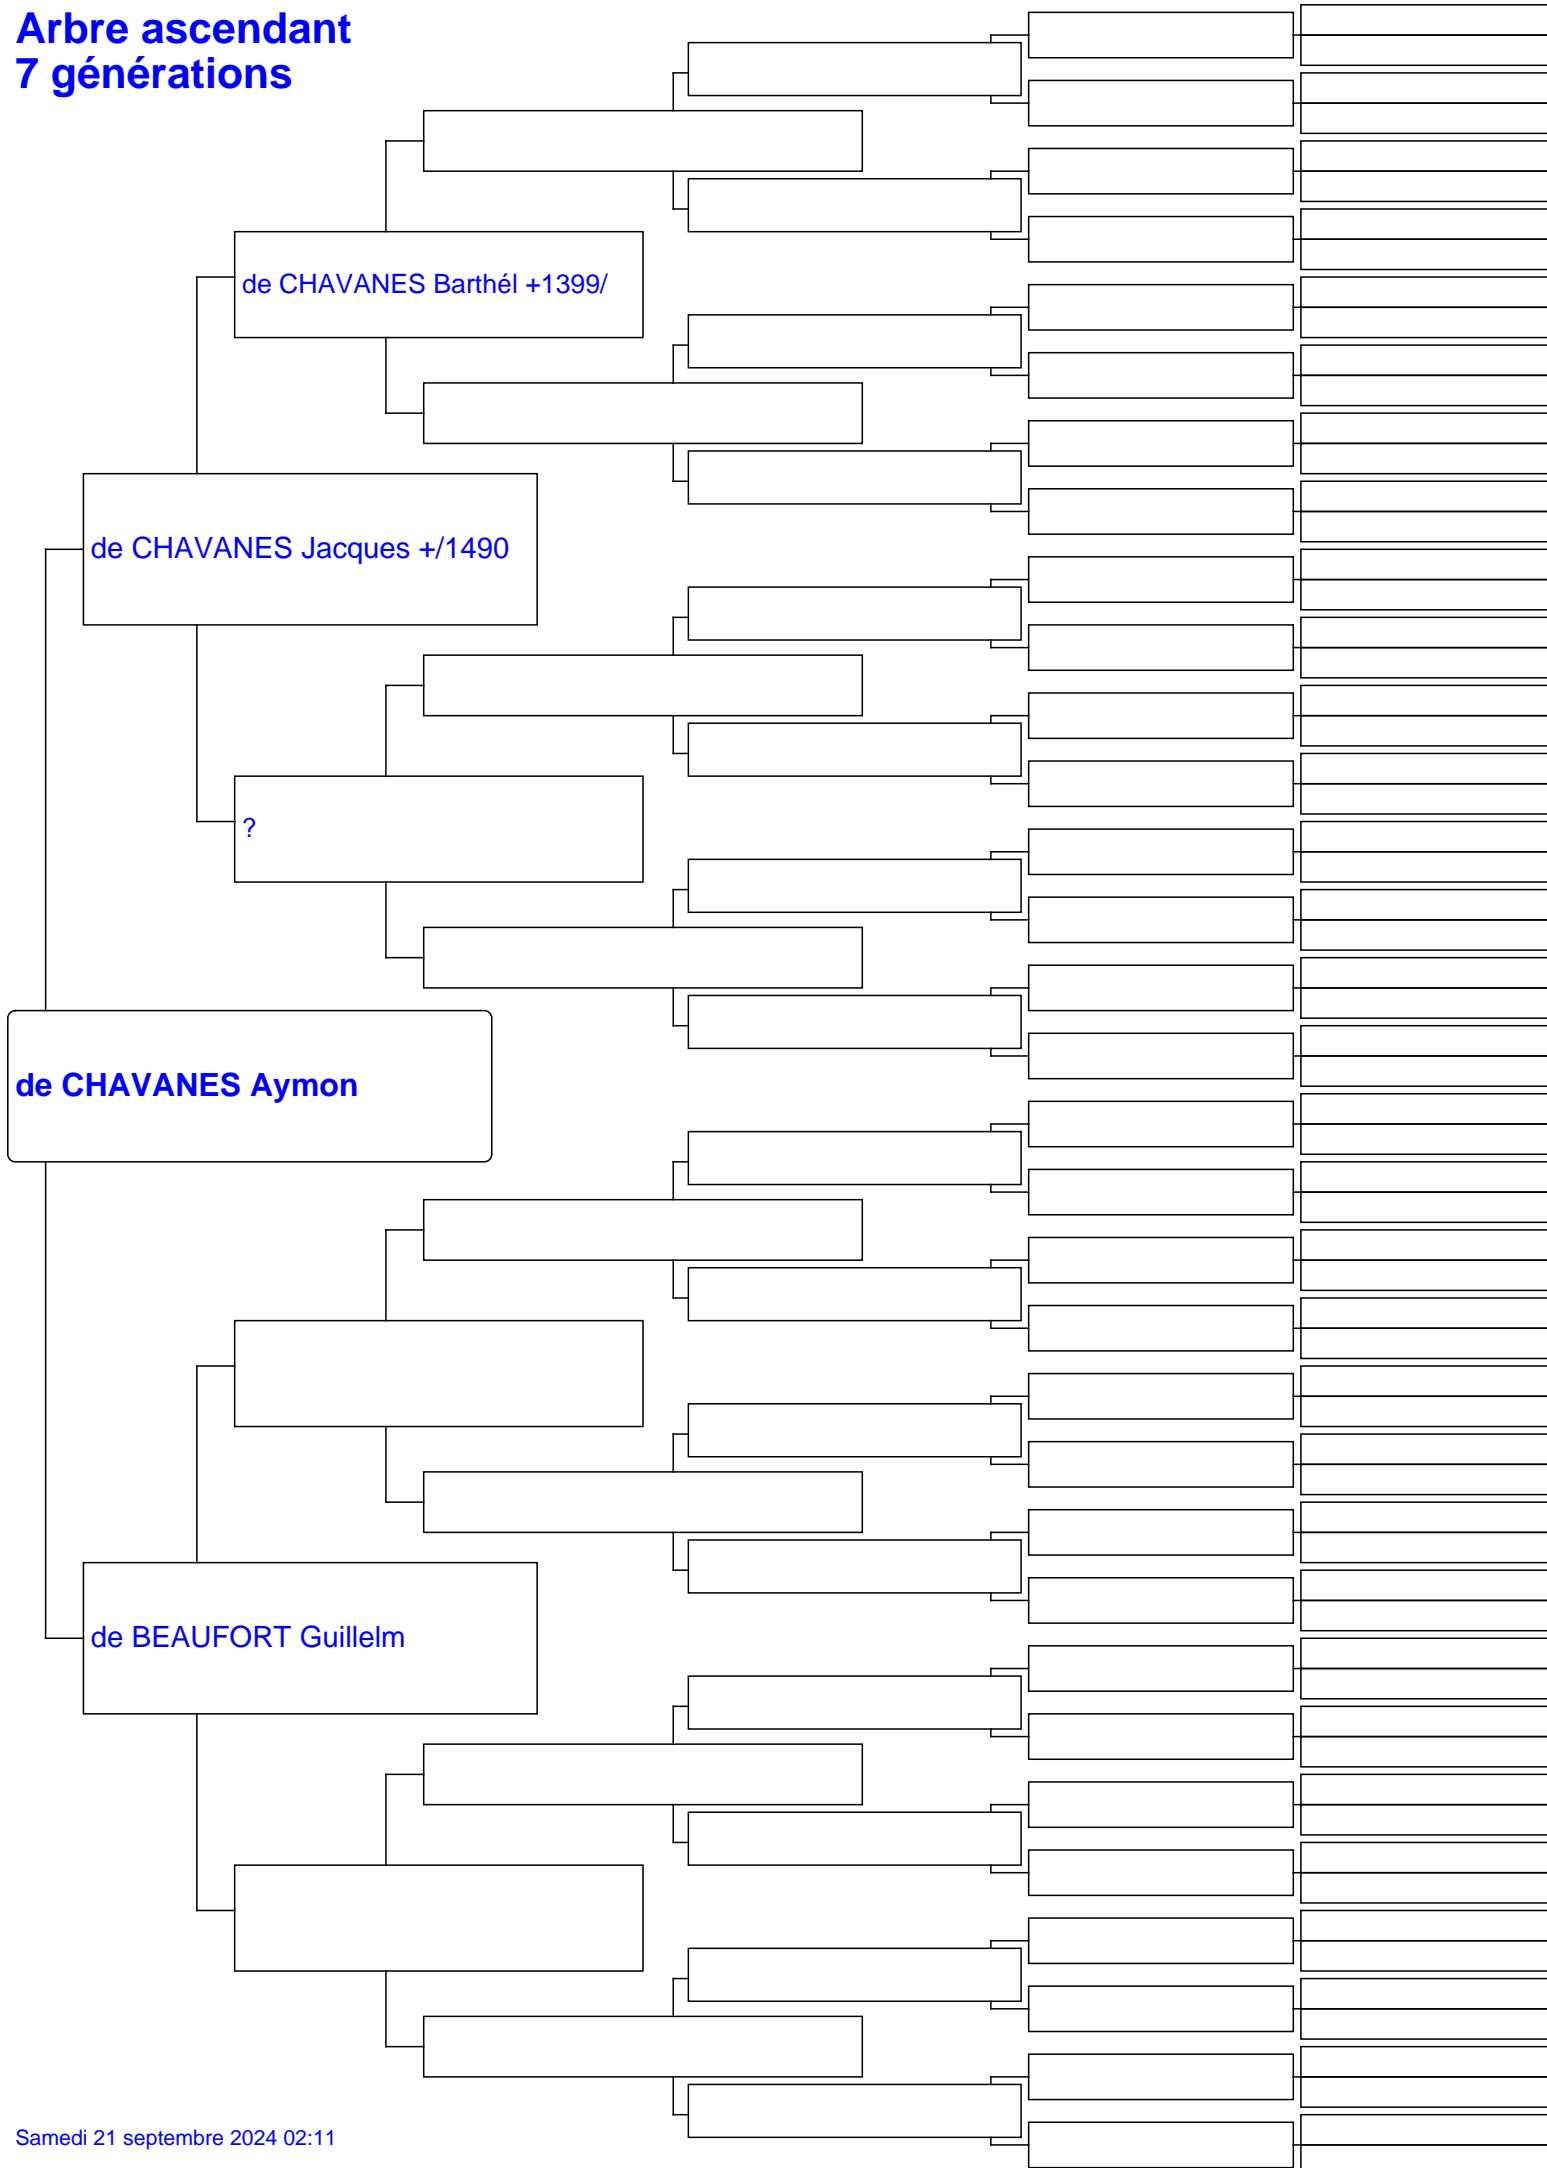 Arbre ascendant
7 générations
de CHAVANES Barthél +1399/
de CHAVANES Jacques +/1490
?
de CHAVANES Aymon
de BEAUFORT Guillelm
Samedi 21 septembre 2024 02:11